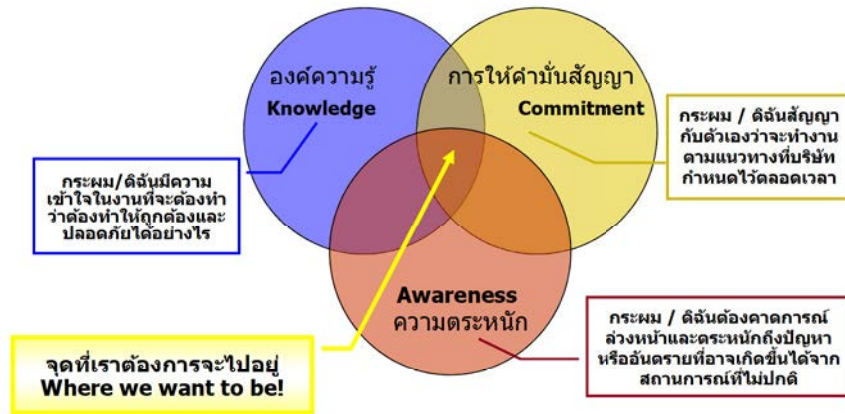 องค์ความรู้
Knowledge
การให้คำมั่นสัญญา
Commitment
กระผม / ดิฉันสัญญา
กับตัวเองว่าจะทำงาน
ตามแนวทางที่บริษัท
กำหนดไว้ตลอดเวลา
กระผม/ดิฉันมีความ
เข้าใจในงานที่จะต้องทำ
ว่าต้องทำให้ถูกต้องและ
ปลอดภัยได้อย่างไร
Awareness
ความตระหนัก
กระผม / ดิฉันต้องคาดการณ์
ล่วงหน้าและตระหนักถึงปัญหา
หรืออันตรายที่อาจเกิดขึ้นได้จาก
สถานการณ์ที่ไม่ปกติ
จุดที่เราต้องการจะไปอยู่
Where we want to be!